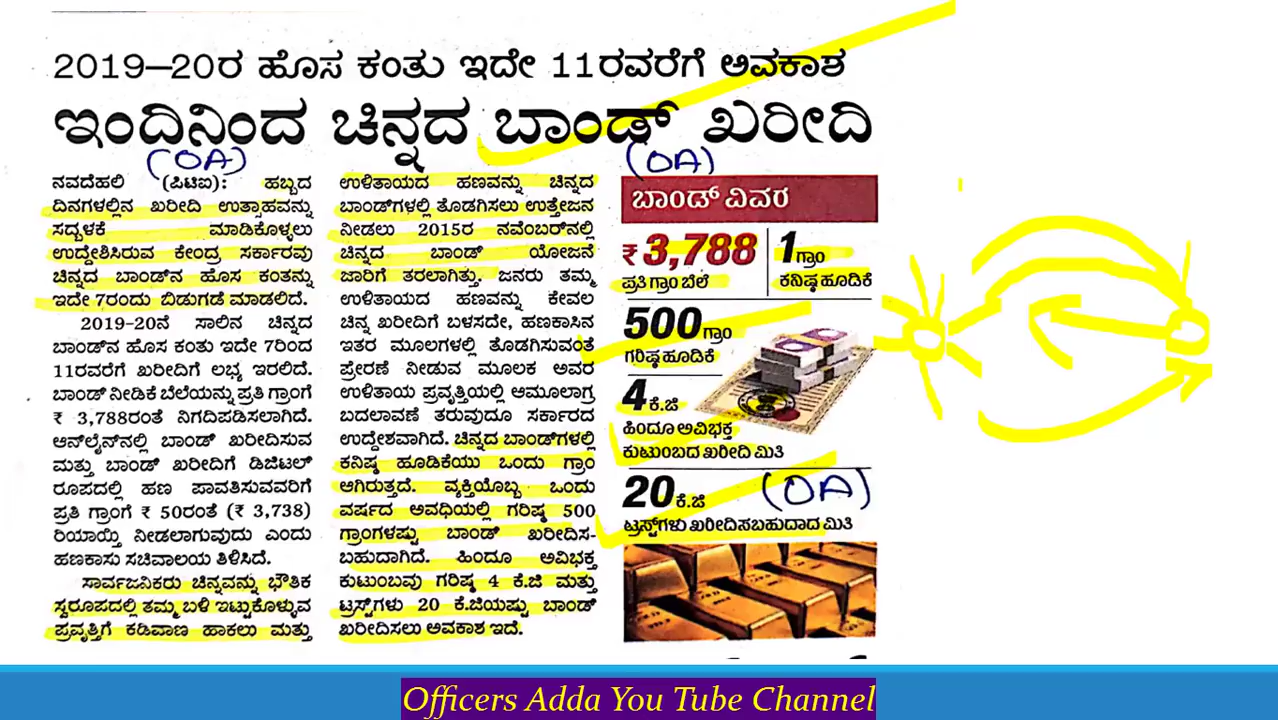 2019–20ರ ಹೊಸ ಕಂತು ಇದೇ 11ರವರೆಗೆ ಅವಕಾಶ
ಇಂದಿನಿಂದ ಚಿನ್ನದ ಬಾಂಡ್ ಖರೀದಿ
(OA)
(OA)
ನವದೆಹಲಿ (ಪಿಟಿಐ): ಹಬ್ಬದ
ದಿನಗಳಲ್ಲಿನ ಖರೀದಿ ಉತ್ಸಾಹವನ್ನು
ಸದ್ಬಳಕೆ ಮಾಡಿಕೊಳ್ಳಲು
ಉದ್ದೇಶಿಸಿರುವ ಕೇಂದ್ರ ಸರ್ಕಾರವು
ಚಿನ್ನದ ಬಾಂಡ್‌ನ ಹೊಸ ಕಂತನ್ನು
ಇದೇ 7ರಂದು ಬಿಡುಗಡೆ ಮಾಡಲಿದೆ.
2019-20ನೆ ಸಾಲಿನ ಚಿನ್ನದ
ಬಾಂಡ್‌ನ ಹೊಸ ಕಂತು ಇದೇ 7ರಿಂದ
11ರವರೆಗೆ ಖರೀದಿಗೆ ಲಭ್ಯ ಇರಲಿದೆ.
ಬಾಂಡ್ ನೀಡಿಕೆ ಬೆಲೆಯನ್ನು ಪ್ರತಿ ಗ್ರಾಂಗೆ
₹ 3,788ರಂತೆ ನಿಗದಿಪಡಿಸಲಾಗಿದೆ.
ಆನ್‌ಲೈನ್‌ನಲ್ಲಿ ಬಾಂಡ್ ಖರೀದಿಸುವ
ಮತ್ತು ಬಾಂಡ್ ಖರೀದಿಗೆ ಡಿಜಿಟಲ್
ರೂಪದಲ್ಲಿ ಹಣ ಪಾವತಿಸುವವರಿಗೆ
ಪ್ರತಿ ಗ್ರಾಂಗೆ ₹ 50ರಂತೆ (₹ 3,738)
ರಿಯಾಯ್ತಿ ನೀಡಲಾಗುವುದು ಎಂದು
ಹಣಕಾಸು ಸಚಿವಾಲಯ ತಿಳಿಸಿದೆ.
ಸಾರ್ವಜನಿಕರು ಚಿನ್ನವನ್ನು ಭೌತಿಕ
ಸ್ವರೂಪದಲ್ಲಿ ತಮ್ಮ ಬಳಿ ಇಟ್ಟುಕೊಳ್ಳುವ
ಪ್ರವೃತ್ತಿಗೆ ಕಡಿವಾಣ ಹಾಕಲು ಮತ್ತು
ಉಳಿತಾಯದ ಹಣವನ್ನು ಚಿನ್ನದ
ಬಾಂಡ್‌ಗಳಲ್ಲಿ ತೊಡಗಿಸಲು ಉತ್ತೇಜನ
ನೀಡಲು 2015ರ ನವೆಂಬರ್‌ನಲ್ಲಿ
ಚಿನ್ನದ ಬಾಂಡ್ ಯೋಜನೆ
ಜಾರಿಗೆ ತರಲಾಗಿತ್ತು. ಜನರು ತಮ್ಮ
ಉಳಿತಾಯದ ಹಣವನ್ನು ಕೇವಲ
ಚಿನ್ನ ಖರೀದಿಗೆ ಬಳಸದೇ, ಹಣಕಾಸಿನ
ಇತರ ಮೂಲಗಳಲ್ಲಿ ತೊಡಗಿಸುವಂತೆ
ಪ್ರೇರಣೆ ನೀಡುವ ಮೂಲಕ ಅವರ
ಉಳಿತಾಯ ಪ್ರವೃತ್ತಿಯಲ್ಲಿ ಆಮೂಲಾಗ್ರ
ಬದಲಾವಣೆ ತರುವುದೂ ಸರ್ಕಾರದ
ಉದ್ದೇಶವಾಗಿದೆ. ಚಿನ್ನದ ಬಾಂಡ್‌ಗಳಲ್ಲಿ
ಕನಿಷ್ಠ ಹೂಡಿಕೆಯು ಒಂದು ಗ್ರಾಂ
ಆಗಿರುತ್ತದೆ. ವ್ಯಕ್ತಿಯೊಬ್ಬ ಒಂದು
ವರ್ಷದ ಅವಧಿಯಲ್ಲಿ ಗರಿಷ್ಠ 500
ಗ್ರಾಂಗಳಷ್ಟು ಬಾಂಡ್ ಖರೀದಿಸ-
ಬಹುದಾಗಿದೆ. ಹಿಂದೂ ಅವಿಭಕ್ತ
ಕುಟುಂಬವು ಗರಿಷ್ಠ 4 ಕೆ.ಜಿ ಮತ್ತು
ಟ್ರಸ್ಟ್‌ಗಳು 20 ಕೆ.ಜಿಯಷ್ಟು ಬಾಂಡ್
ಖರೀದಿಸಲು ಅವಕಾಶ ಇದೆ.
ಬಾಂಡ್ ವಿವರ
₹ 3,788
ಪ್ರತಿ ಗ್ರಾಂ ಬೆಲೆ
1 ಗ್ರಾಂ
ಕನಿಷ್ಠ ಹೂಡಿಕೆ
500 ಗ್ರಾಂ
ಗರಿಷ್ಠ ಹೂಡಿಕೆ
4 ಕೆ.ಜಿ
ಹಿಂದೂ ಅವಿಭಕ್ತ
ಕುಟುಂಬದ ಖರೀದಿ ಮಿತಿ
20 ಕೆ.ಜಿ (OA)
ಟ್ರಸ್ಟ್‌ಗಳು ಖರೀದಿಸಬಹುದಾದ ಮಿತಿ
Officers Adda You Tube Channel